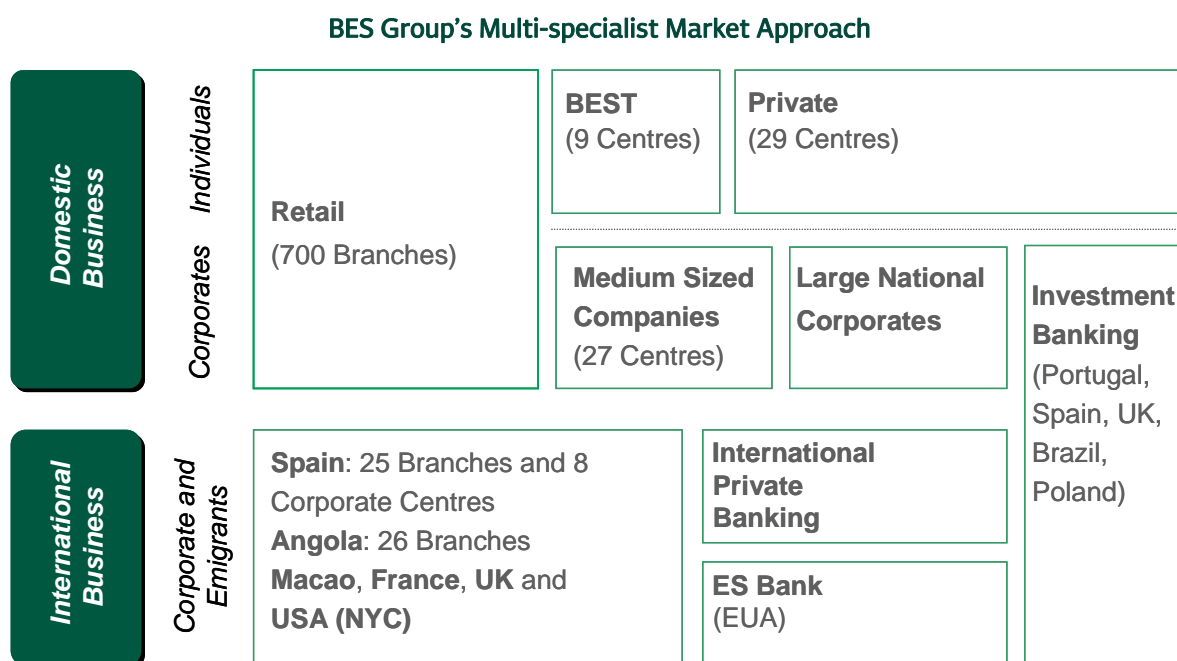 BES Group's Multi-specialist Market Approach
Domestic
Business
Individuals
Corporates
Retail
(700 Branches)
BEST
(9 Centres)
Private
(29 Centres)
Medium Sized
Companies
(27 Centres)
Large National
Corporates
Investment
Banking
(Portugal,
Spain, UK,
Brazil,
Poland)
International
Business
Corporate and
Emigrants
Spain: 25 Branches and 8
Corporate Centres
Angola: 26 Branches
Macao, France, UK and
USA (NYC)
International
Private
Banking
ES Bank
(EUA)